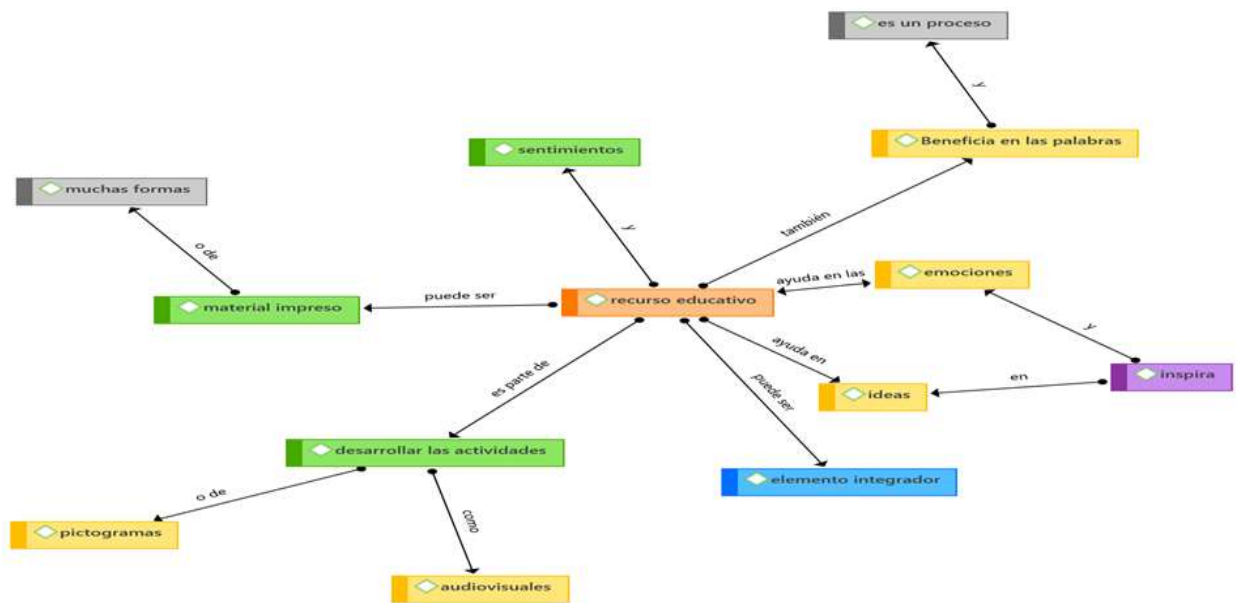 es un proceso
y
Beneficia en las palabras
sentimientos
muchas formas
y
también
o de
ayuda en las
emociones
material impreso
puede ser
recurso educativo
y
ayuda en
es parte de
puede ser
ideas
en
inspira
desarrollar las actividades
elemento integrador
o de
como
pictogramas
audiovisuales